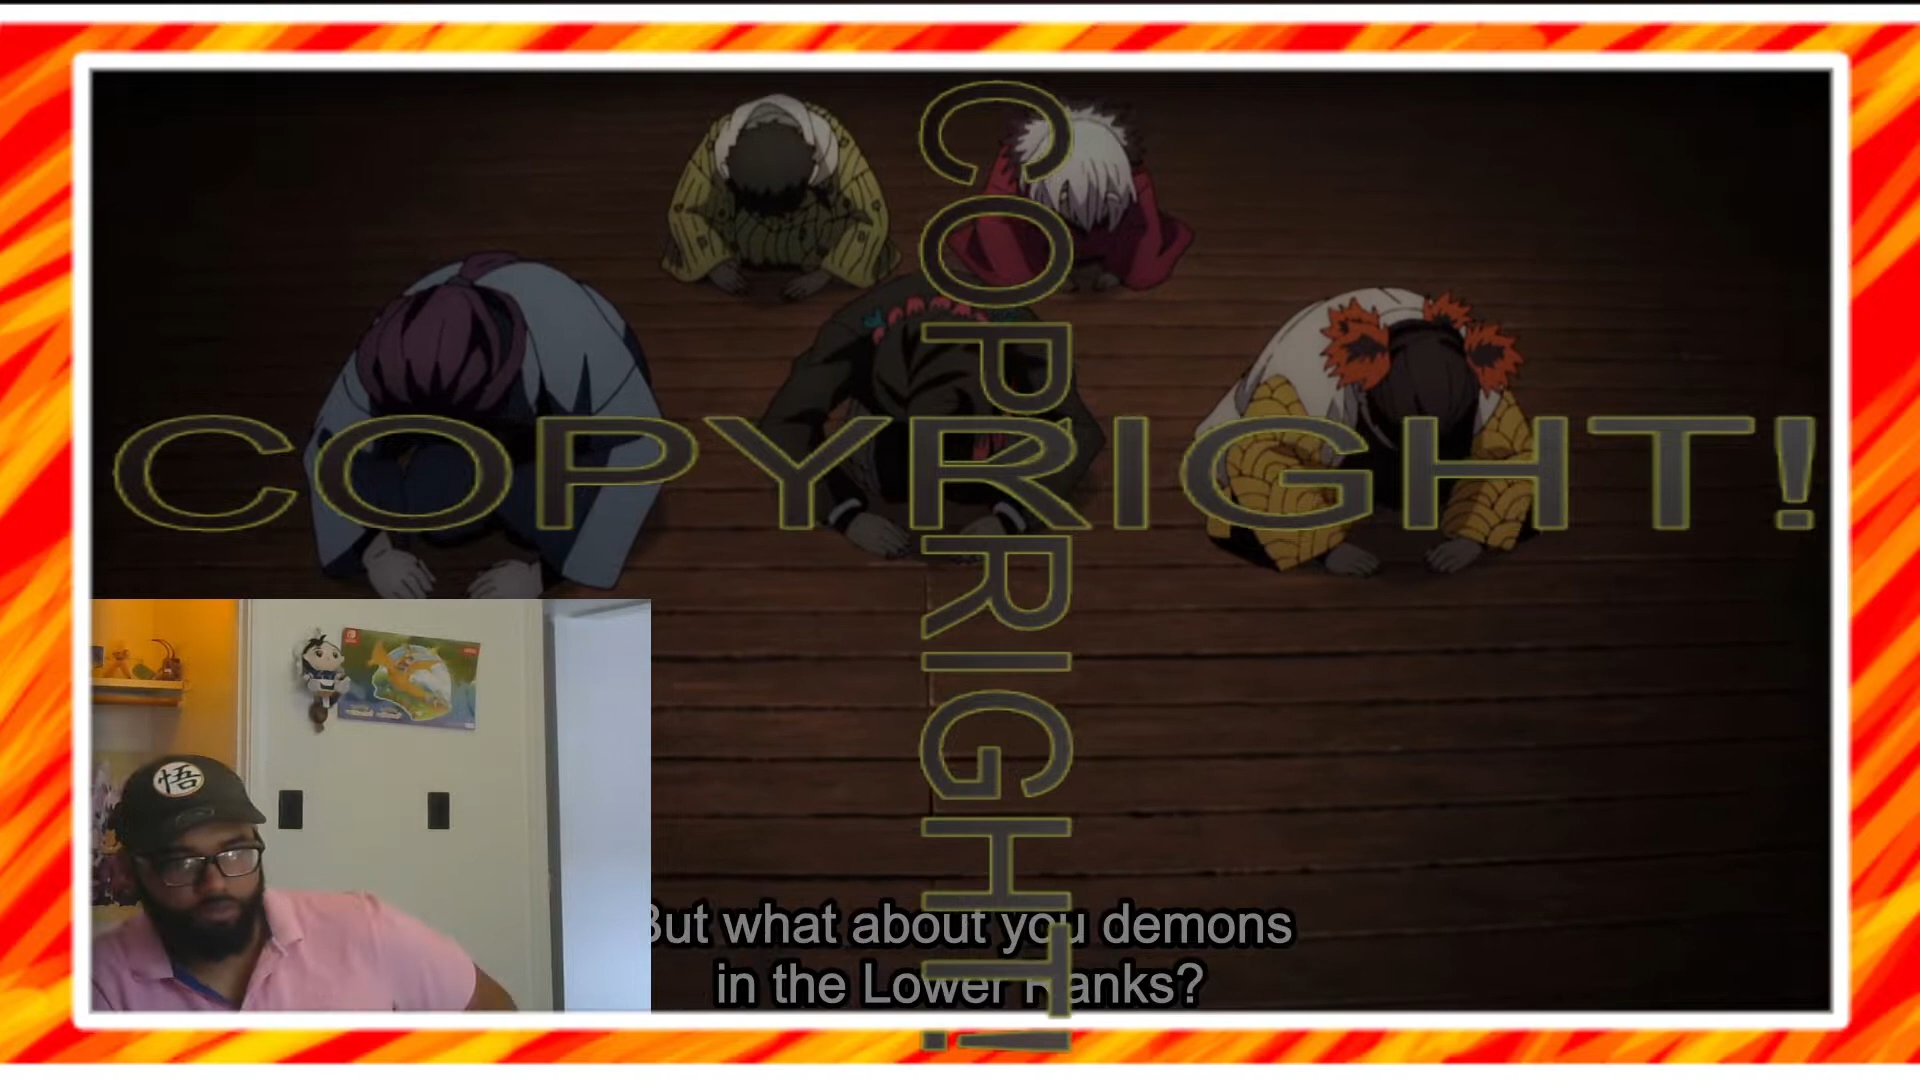 COPYRIGHT!
COPYRIGHT!
悟
But what about you demons
in the Lower Ranks?